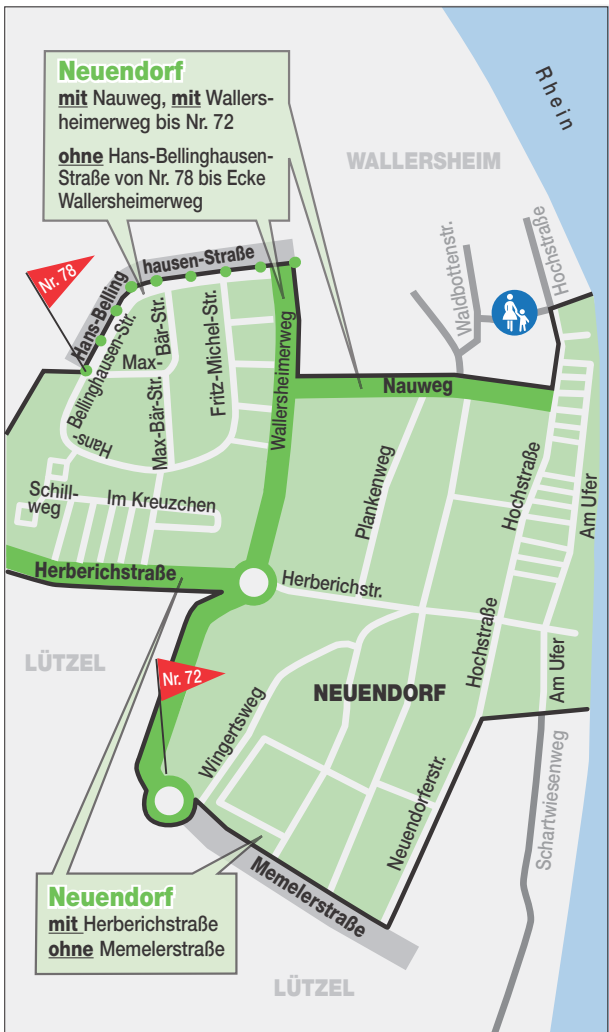 Neuendorf
mit Nauweg, mit Wallers-
heimerweg bis Nr. 72
ohne Hans-Bellinghausen-
Straße von Nr. 78 bis Ecke
Wallersheimerweg
Rhein
WALLERSHEIM
Waldbottenstr.
Hochstraße
Nr. 78
Hans-Belling
hausen-Straße
Bellinghausen-Str.
Hans-
Max-
Bär-Str.
Max-Bär-Str.
Fritz-Michel-Str.
Wallersheimerweg
Nauweg
Plankenweg
Hochstraße
Am Ufer
Schill-
weg
Im Kreuzchen
Herberichstraße
Herberichstr.
LÜTZEL
Nr. 72
Wingertsweg
NEUENDORF
Hochstraße
Am Ufer
Neuendorferstr.
Schartwiesenweg
Memelerstraße
Neuendorf
mit Herberichstraße
ohne Memelerstraße
LÜTZEL